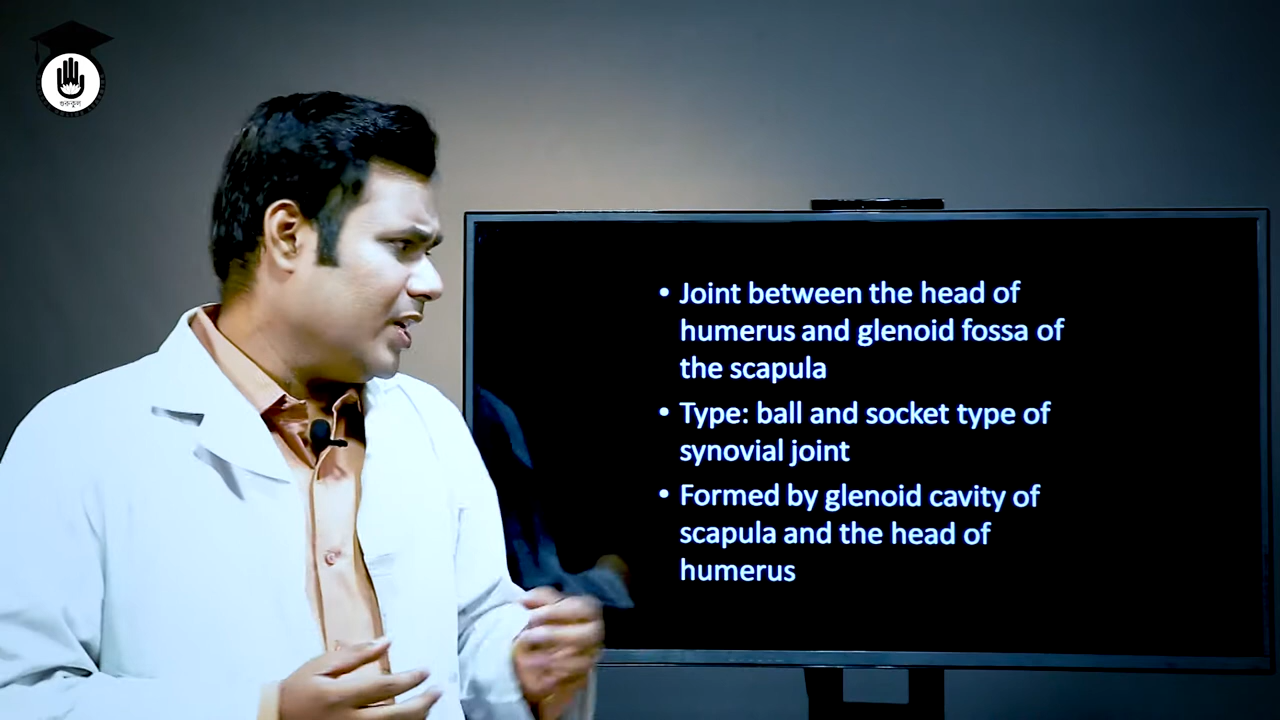 গুরুকুল
• Joint between the head of
humerus and glenoid fossa of
the scapula
• Type: ball and socket type of
synovial joint
• Formed by glenoid cavity of
scapula and the head of
humerus